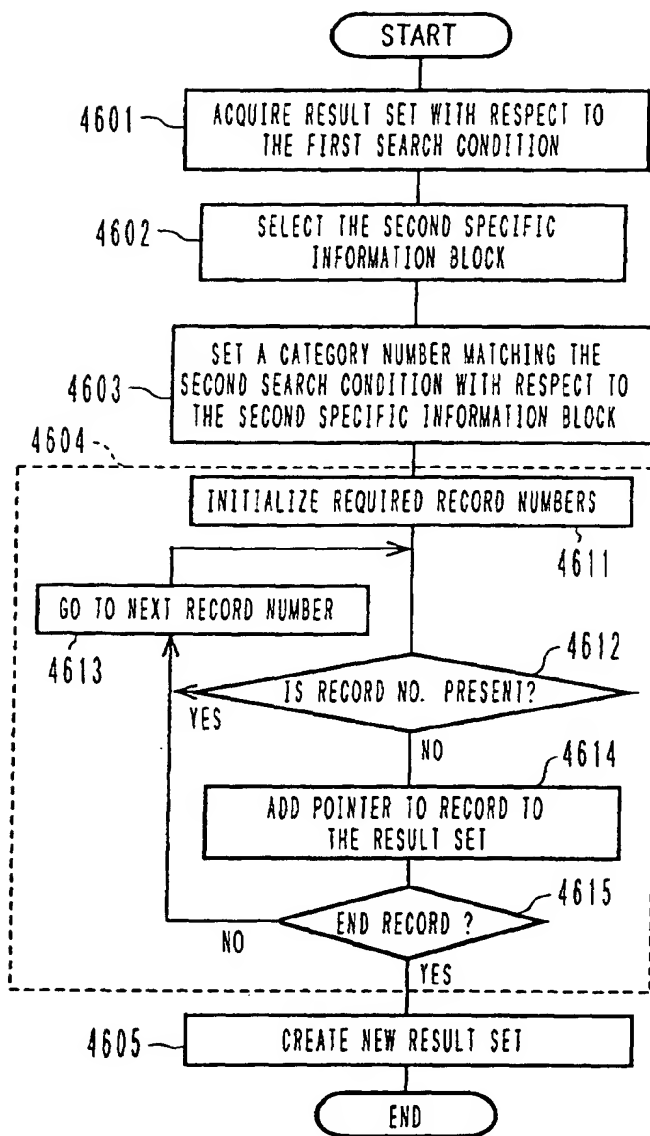 START
4601
ACQUIRE RESULT SET WITH RESPECT TO
THE FIRST SEARCH CONDITION
4602
SELECT THE SECOND SPECIFIC
INFORMATION BLOCK
4603
SET A CATEGORY NUMBER MATCHING THE
SECOND SEARCH CONDITION WITH RESPECT TO
THE SECOND SPECIFIC INFORMATION BLOCK
4604
INITIALIZE REQUIRED RECORD NUMBERS
4611
GO TO NEXT RECORD NUMBER
4613
4612
IS RECORD NO. PRESENT?
YES
NO
4614
ADD POINTER TO RECORD TO
THE RESULT SET
4615
END RECORD ?
NO
YES
4605
CREATE NEW RESULT SET
END